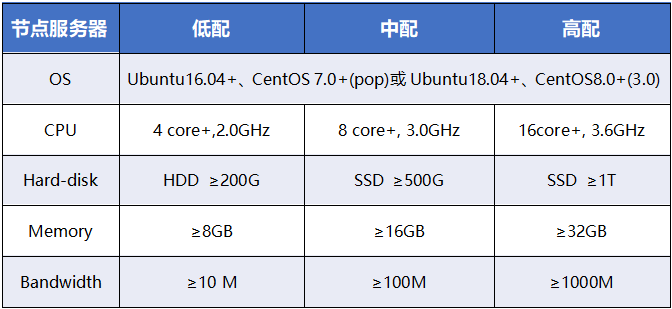 节点服务器 低配 中配 高配
OS Ubuntu16.04+、CentOS 7.0+(pop)或 Ubuntu18.04+、CentOS8.0+(3.0)
CPU 4 core+,2.0GHz 8 core+, 3.0GHz 16core+, 3.6GHz
Hard-disk HDD ≥200G SSD ≥500G SSD ≥1T
Memory ≥8GB ≥16GB ≥32GB
Bandwidth ≥10 M ≥100M ≥1000M